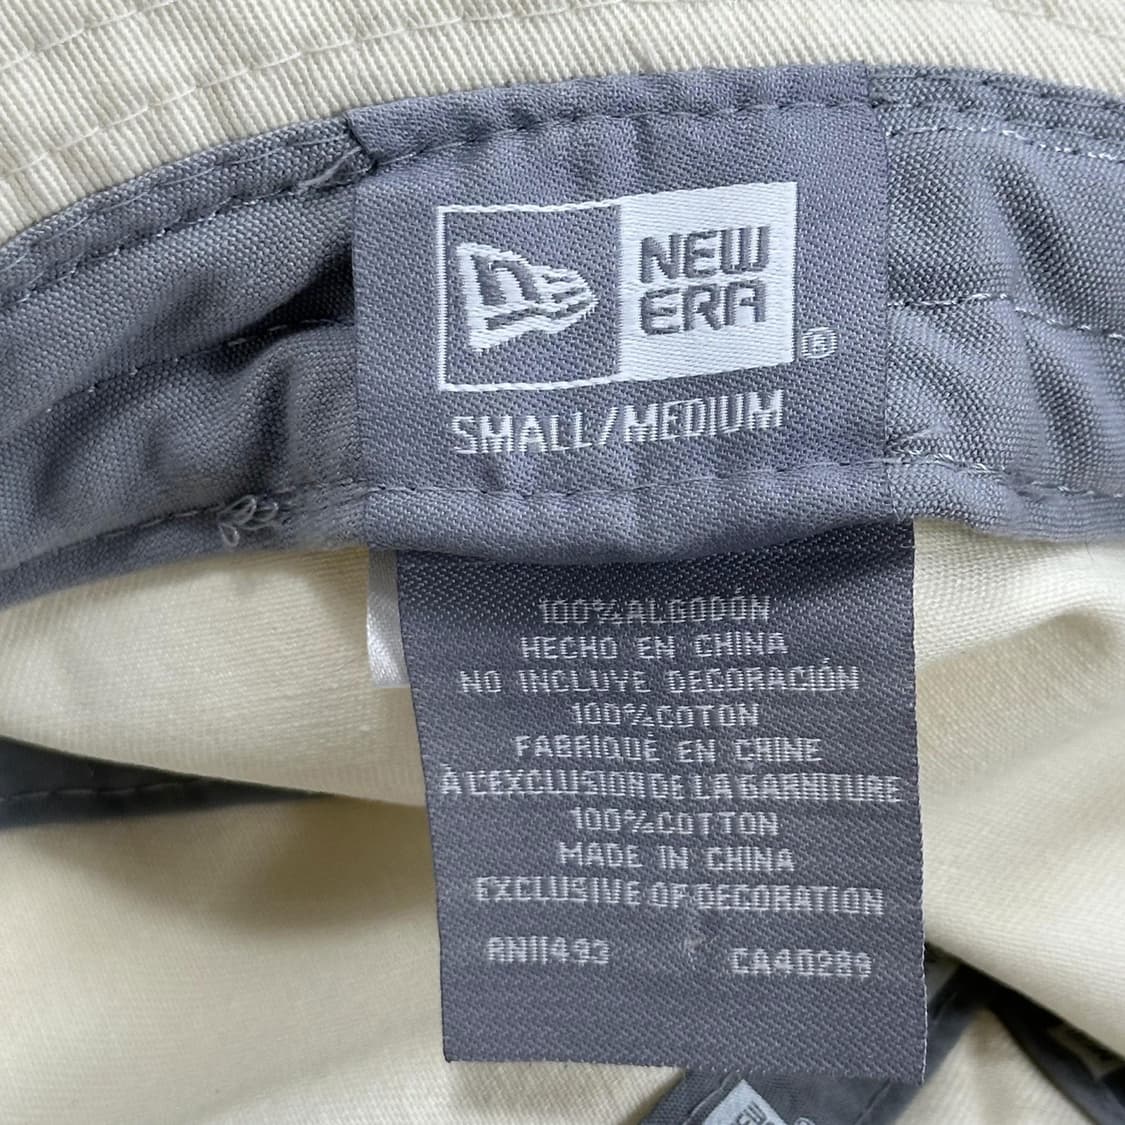 NEW
ERA
®
SMALL/MEDIUM
100%ALGODÓN
HECHO EN CHINA
NO INCLUYE DECORACIÓN
100%COTON
FABRIQUÉ EN CHINE
À L'EXCLUSION DE LA GARNITURE
100%COTTON
MADE IN CHINA
EXCLUSIVE OF DECORATION
RN11493 CA40289